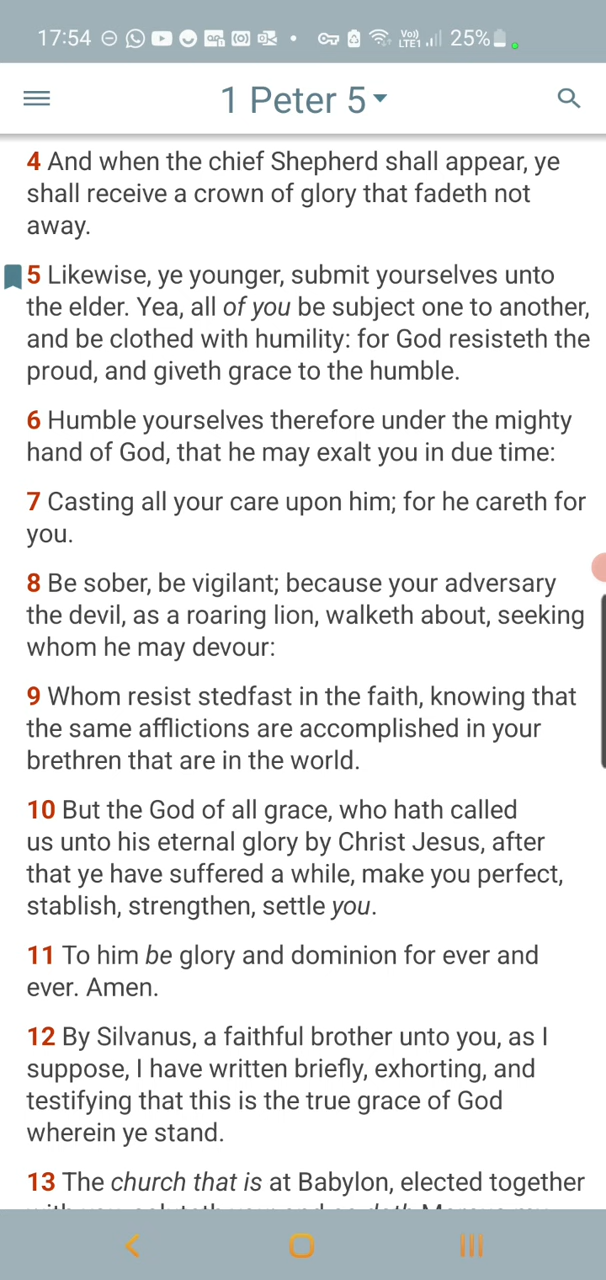 17:54
Vo))
LTE1
25%
1 Peter 5
4 And when the chief Shepherd shall appear, ye
shall receive a crown of glory that fadeth not
away.
5 Likewise, ye younger, submit yourselves unto
the elder. Yea, all of you be subject one to another,
and be clothed with humility: for God resisteth the
proud, and giveth grace to the humble.
6 Humble yourselves therefore under the mighty
hand of God, that he may exalt you in due time:
7 Casting all your care upon him; for he careth for
you.
8 Be sober, be vigilant; because your adversary
the devil, as a roaring lion, walketh about, seeking
whom he may devour:
9 Whom resist stedfast in the faith, knowing that
the same afflictions are accomplished in your
brethren that are in the world.
10 But the God of all grace, who hath called
us unto his eternal glory by Christ Jesus, after
that ye have suffered a while, make you perfect,
stablish, strengthen, settle you.
11 To him be glory and dominion for ever and
ever. Amen.
12 By Silvanus, a faithful brother unto you, as I
suppose, I have written briefly, exhorting, and
testifying that this is the true grace of God
wherein ye stand.
13 The church that is at Babylon, elected together